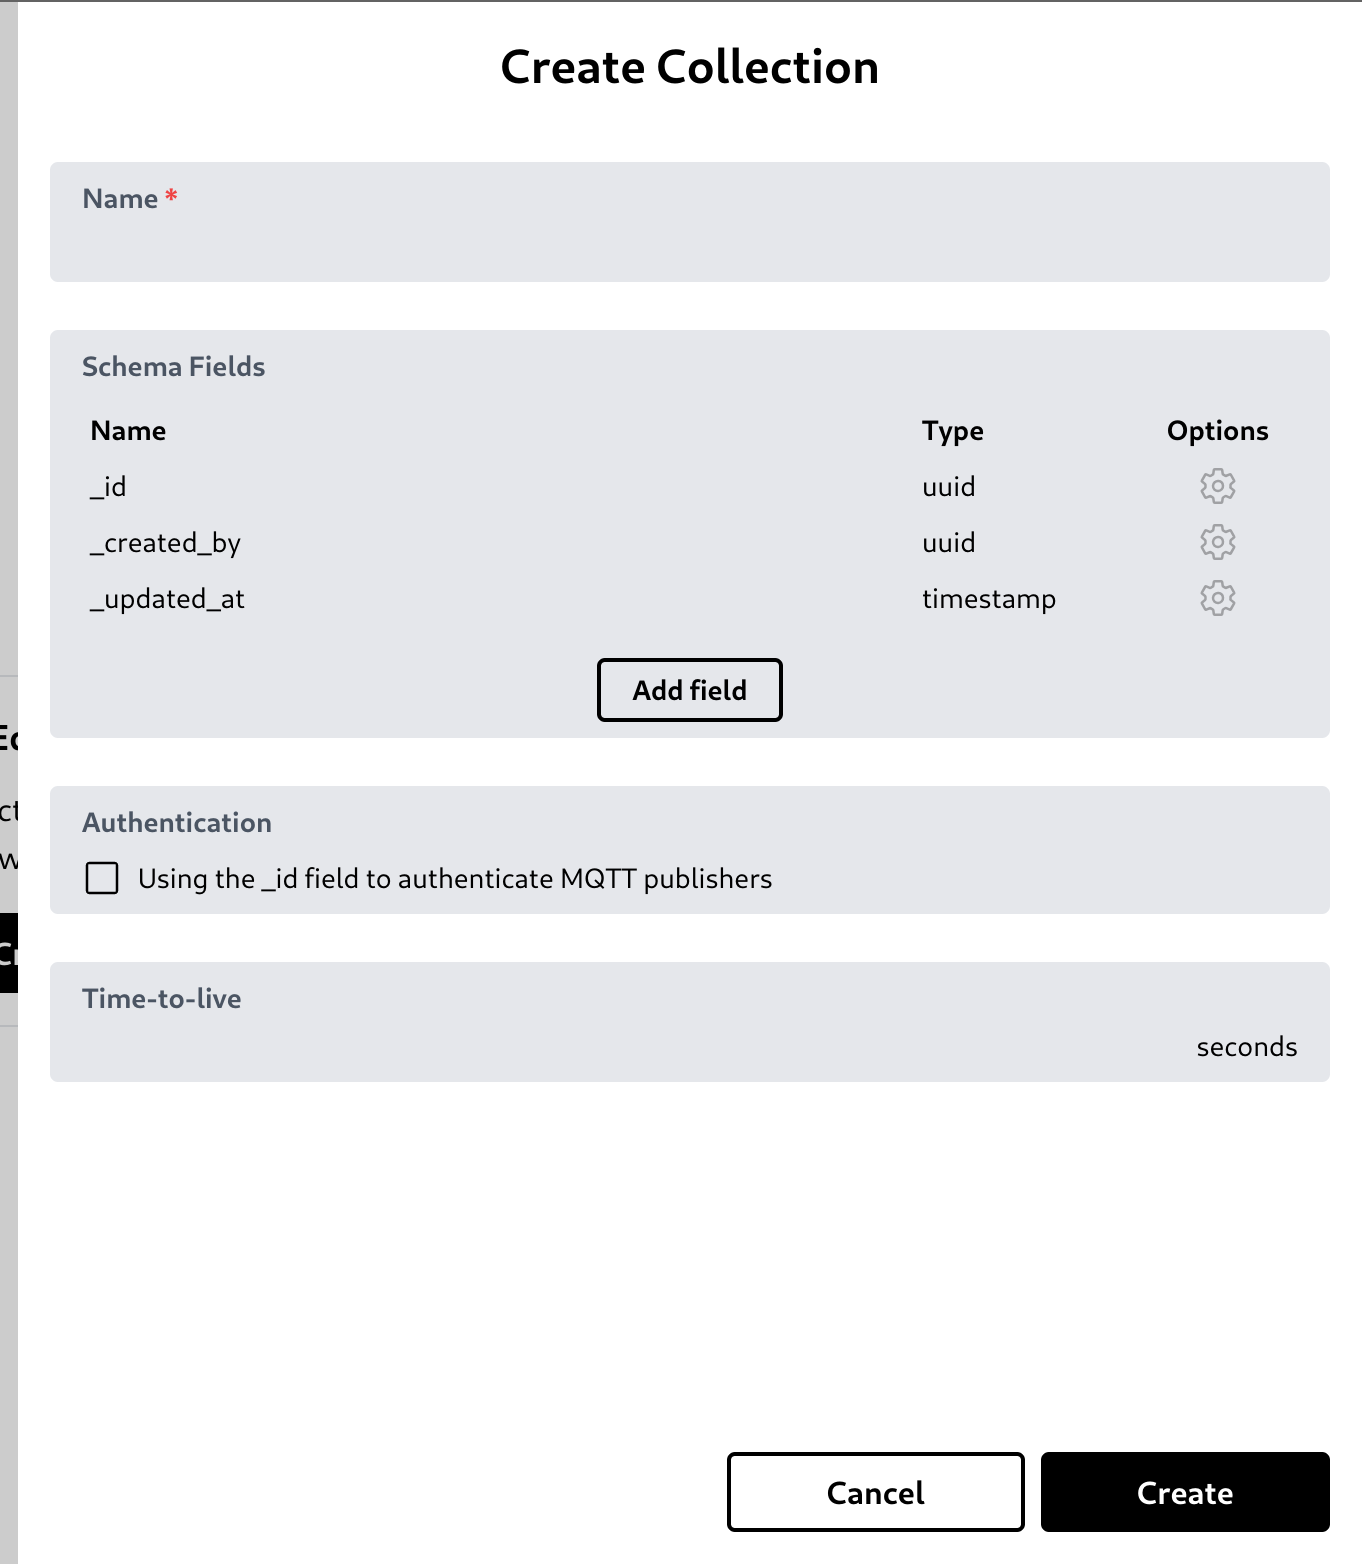 Create Collection
Name *
Schema Fields
Name Type Options
_id uuid
_created_by uuid
_updated_at timestamp
Add field
Authentication
Using the _id field to authenticate MQTT publishers
Time-to-live
seconds
Cancel Create